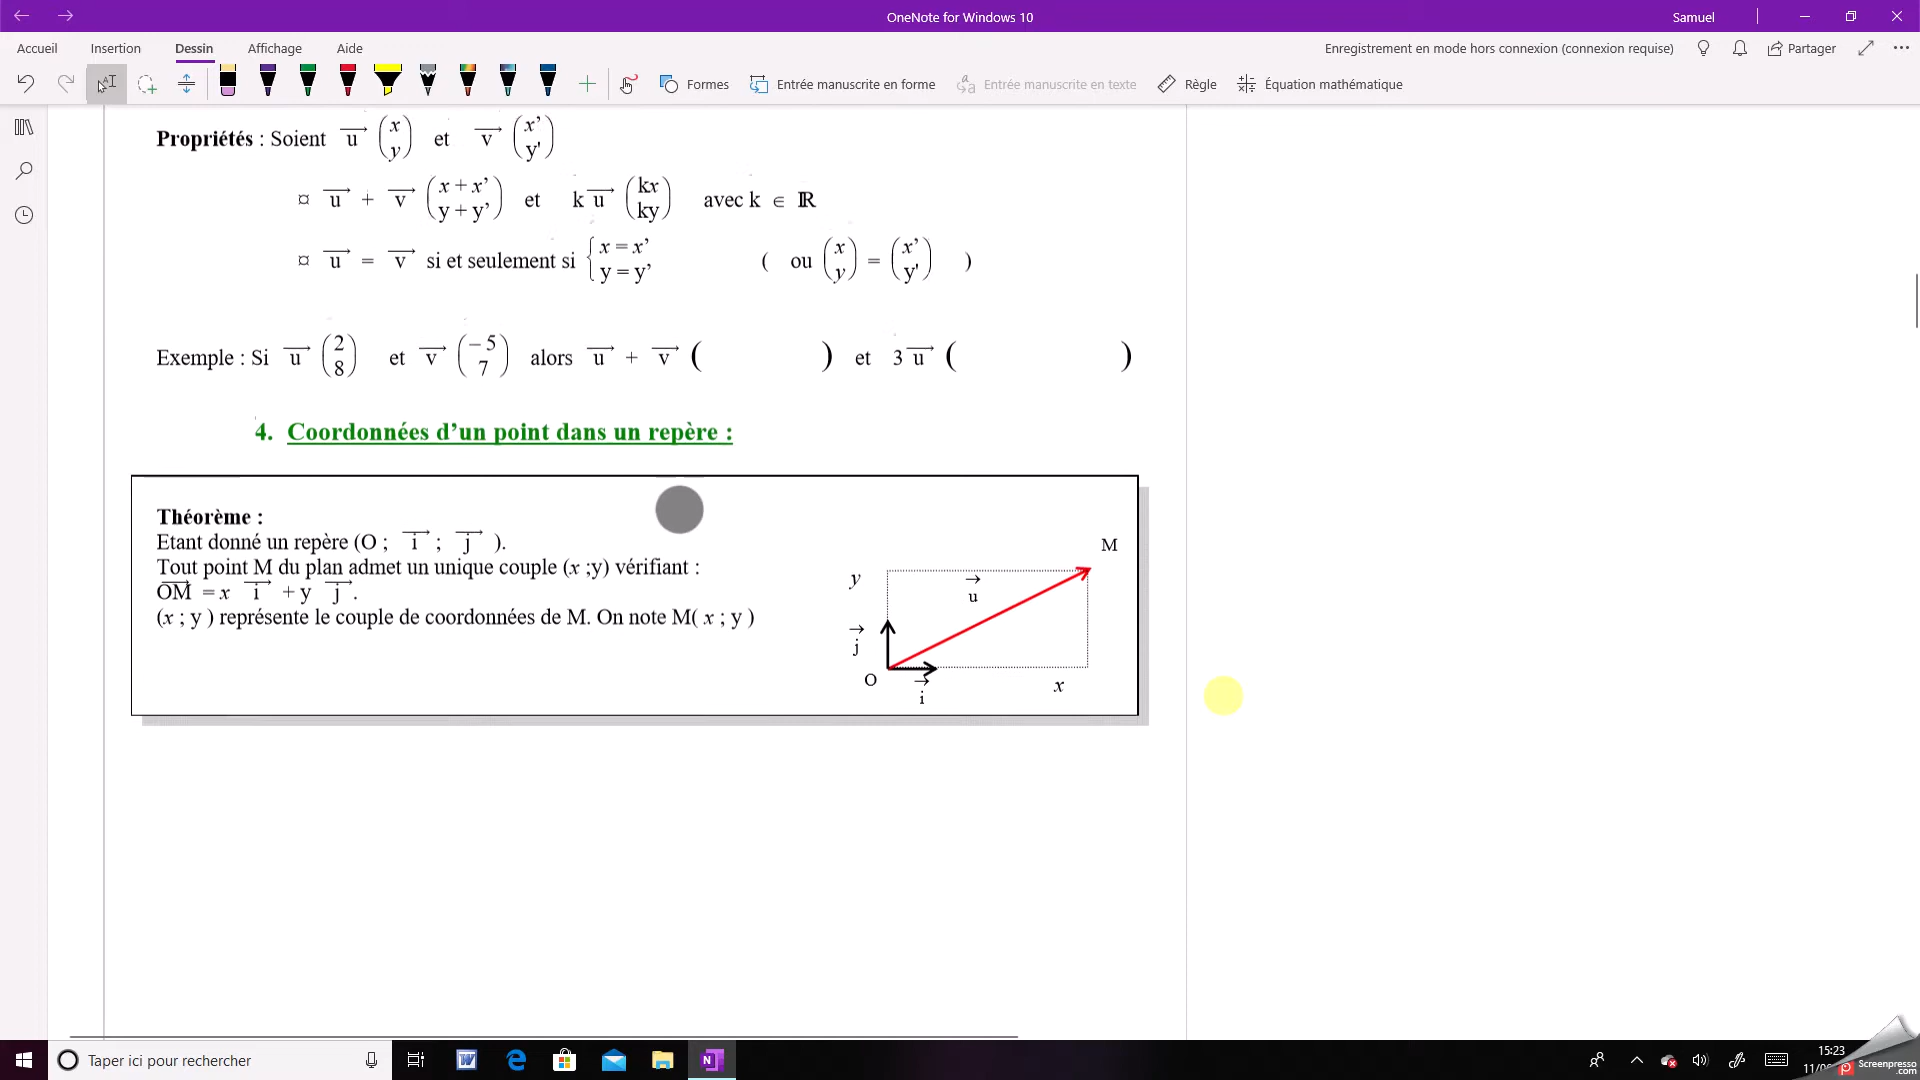 OneNote for Windows 10
Samuel
Accueil Insertion Dessin Affichage Aide
Enregistrement en mode hors connexion (connexion requise) Partager
Formes Entrée manuscrite en forme Entrée manuscrite en texte Règle Équation mathématique
Propriétés : Soient u (x y) et v (x' y')
¤ u + v (x + x' y + y') et k u (kx ky) avec k ∈ IR
¤ u = v si et seulement si { x = x' y = y' ( ou (x y) = (x' y') )
Exemple : Si u (2 8) et v (– 5 7) alors u + v ( ) et 3 u ( )
4. Coordonnées d'un point dans un repère :
Théorème :
Etant donné un repère (O ; i ; j ).
Tout point M du plan admet un unique couple (x ;y) vérifiant :
OM = x i + y j .
(x ; y ) représente le couple de coordonnées de M. On note M( x ; y )
M
y
u
j
O
i
x
Taper ici pour rechercher
15:23
Screenpresso
.com